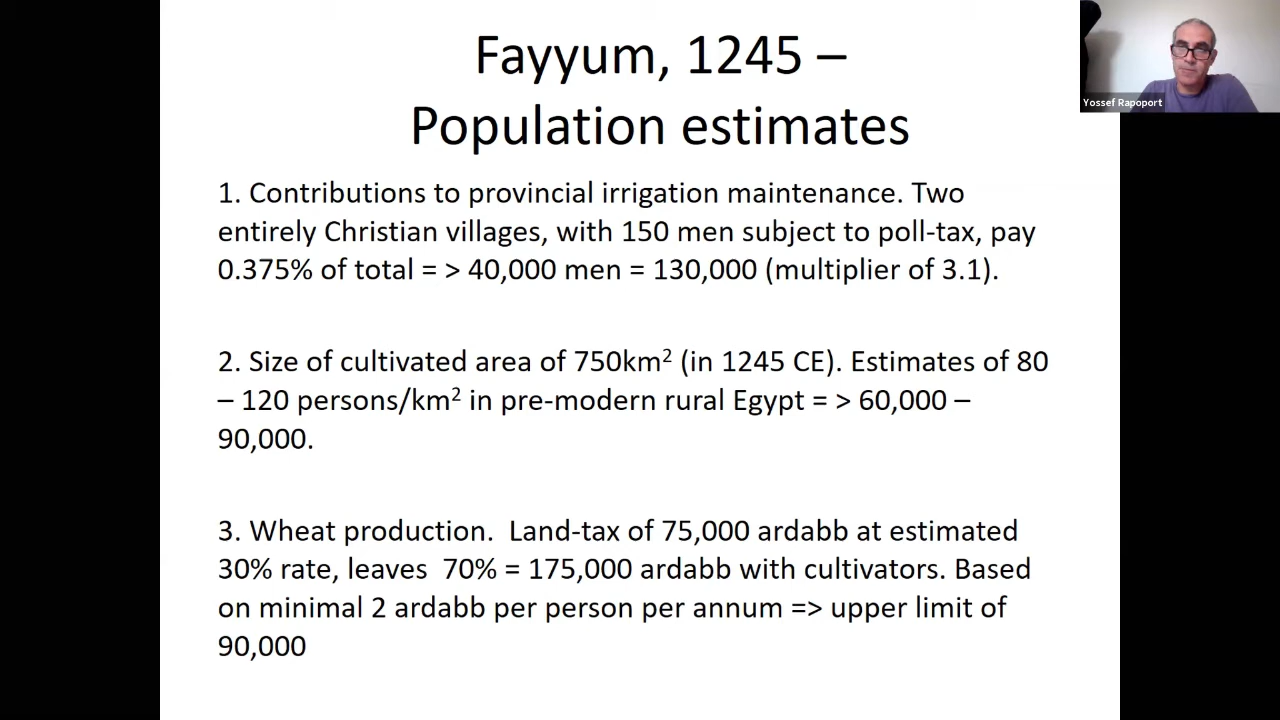 Fayyum, 1245 –
Population estimates
Yossef Rapoport
1. Contributions to provincial irrigation maintenance. Two
entirely Christian villages, with 150 men subject to poll-tax, pay
0.375% of total = > 40,000 men = 130,000 (multiplier of 3.1).
2. Size of cultivated area of 750km² (in 1245 CE). Estimates of 80
– 120 persons/km² in pre-modern rural Egypt = > 60,000 –
90,000.
3. Wheat production.  Land-tax of 75,000 ardabb at estimated
30% rate, leaves  70% = 175,000 ardabb with cultivators. Based
on minimal 2 ardabb per person per annum => upper limit of
90,000